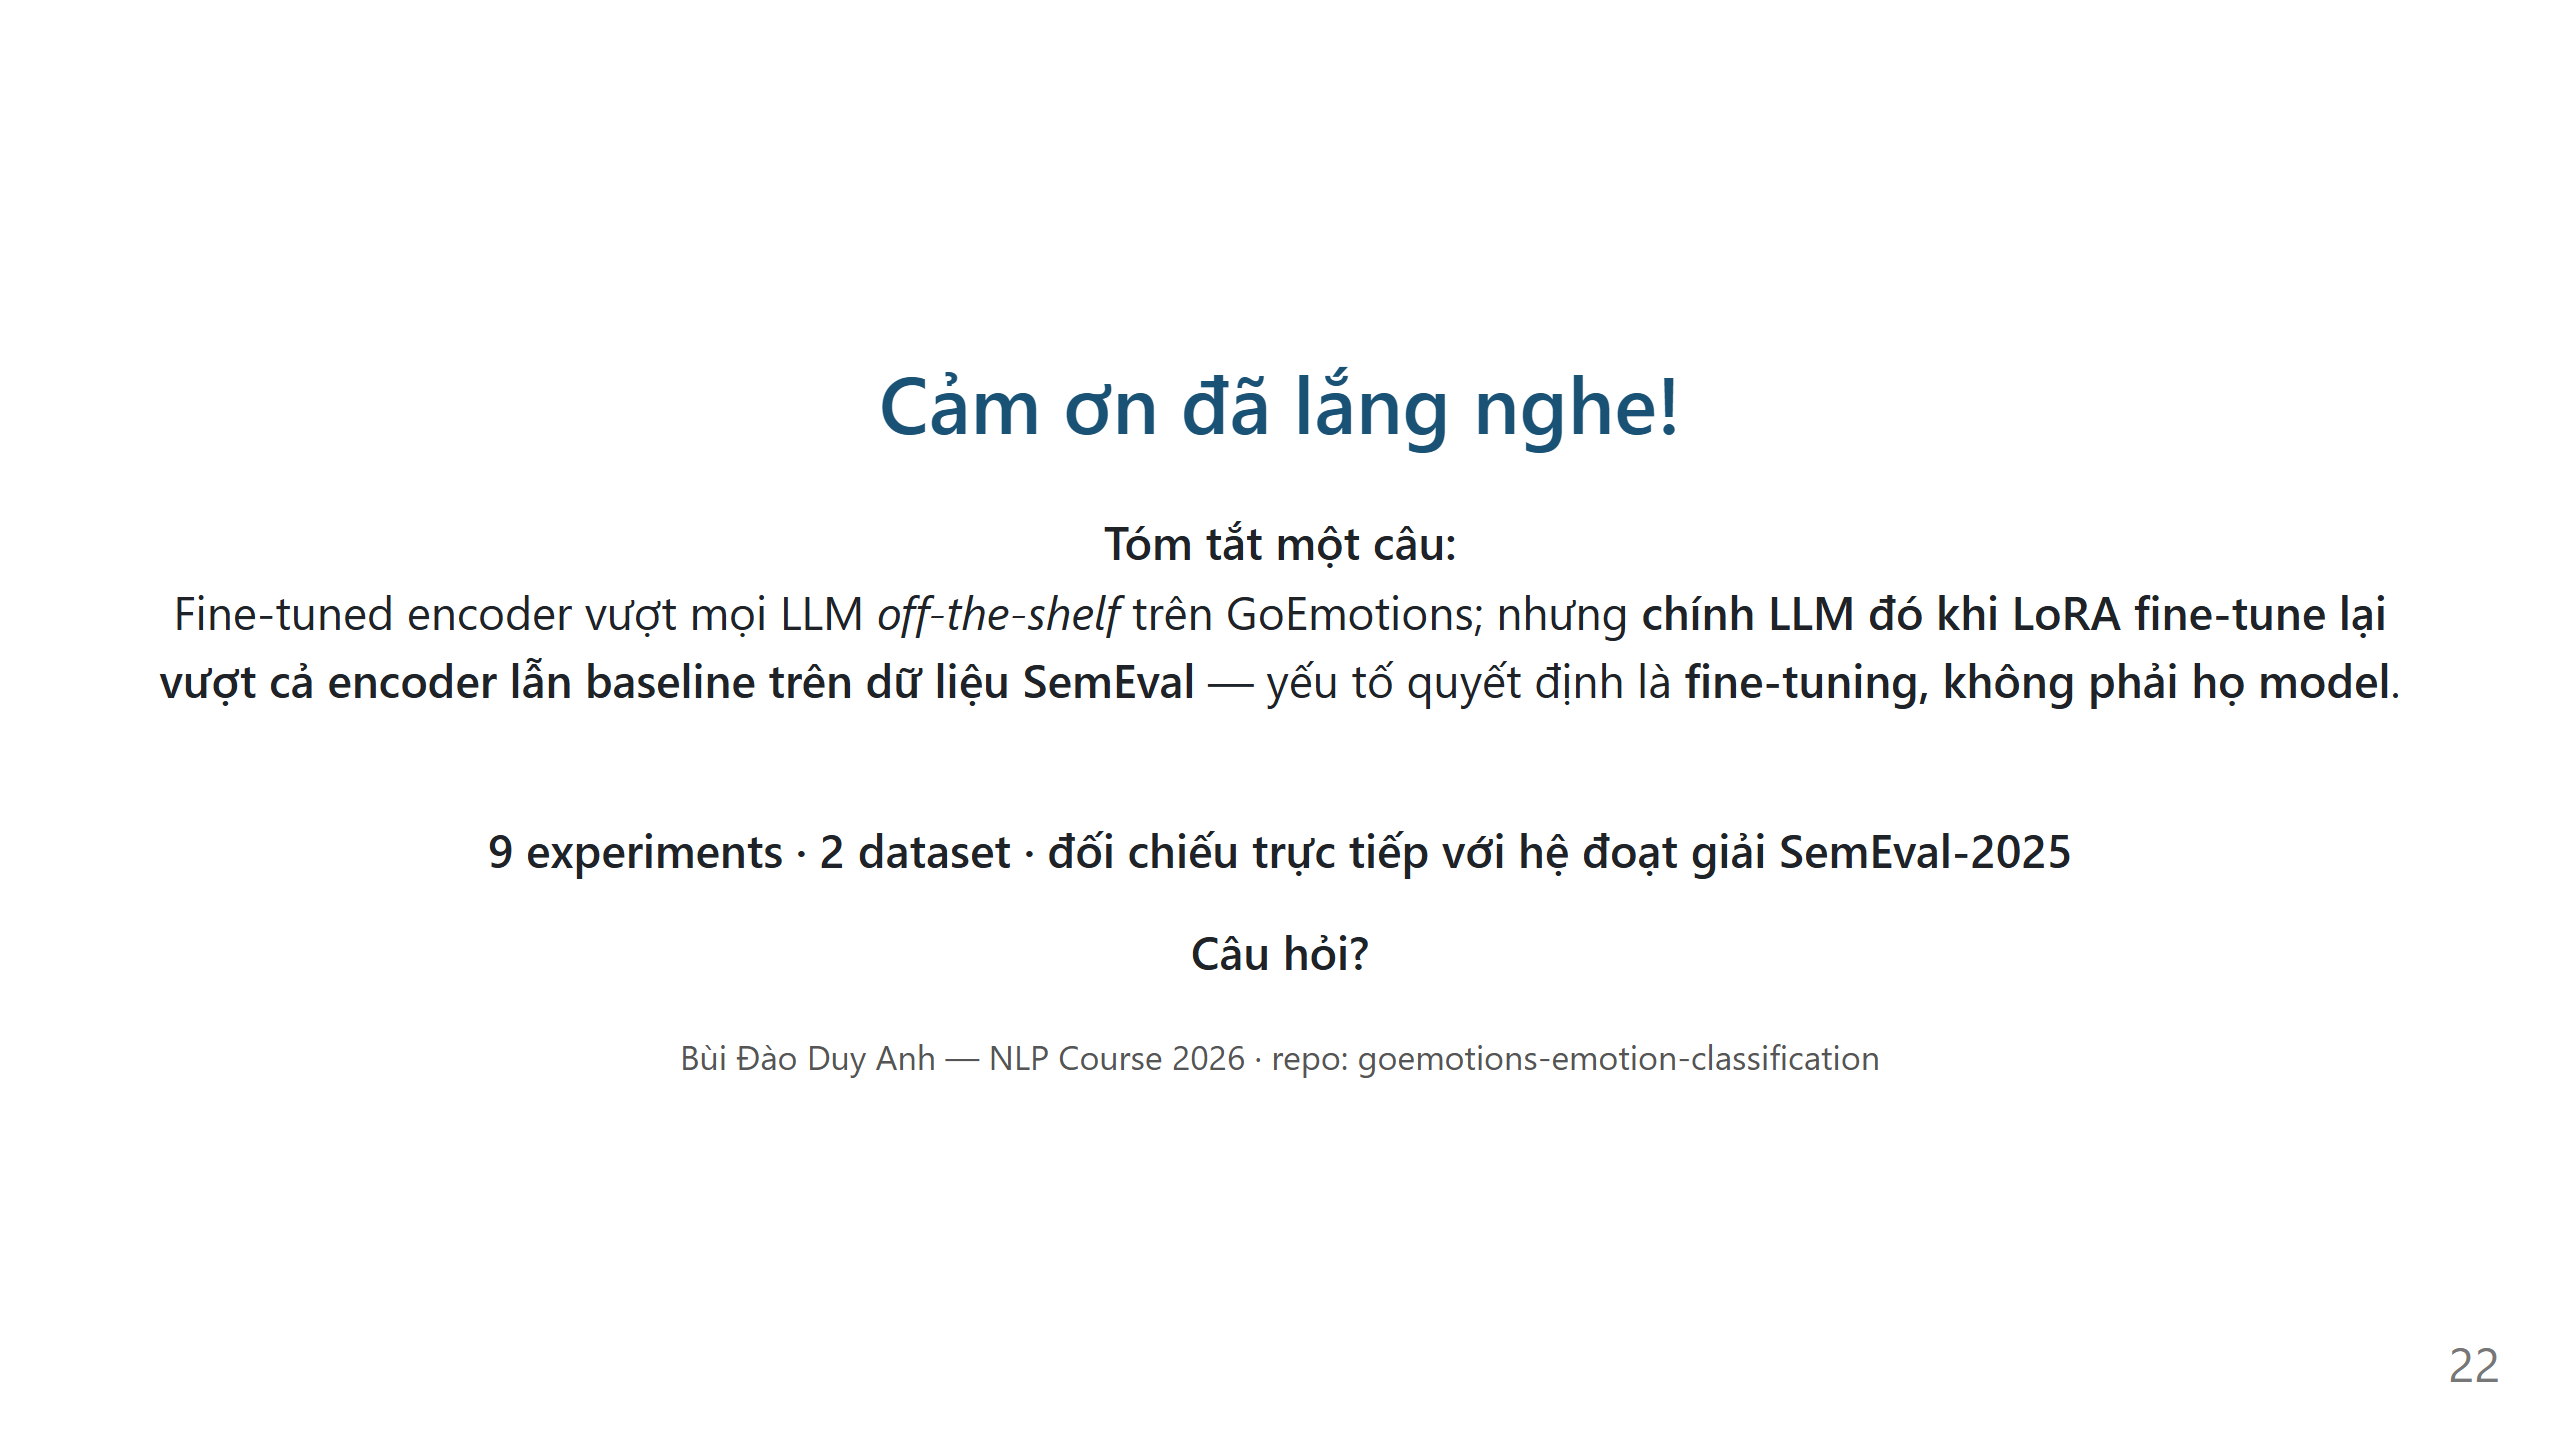 Cảm ơn đã lắng nghe!
Tóm tắt một câu:
Fine-tuned encoder vượt mọi LLM off-the-shelf trên GoEmotions; nhưng chính LLM đó khi LoRA fine-tune lại
vượt cả encoder lẫn baseline trên dữ liệu SemEval — yếu tố quyết định là fine-tuning, không phải họ model.
9 experiments · 2 dataset · đối chiếu trực tiếp với hệ đoạt giải SemEval-2025
Câu hỏi?
Bùi Đào Duy Anh — NLP Course 2026 · repo: goemotions-emotion-classification
22